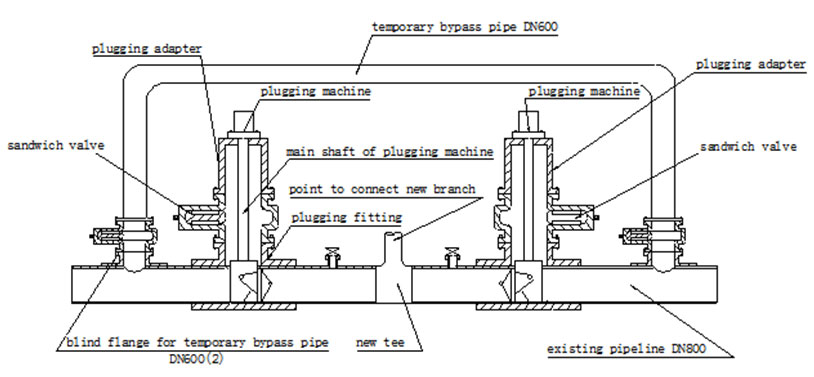 temporary bypass pipe DN600
plugging adapter
plugging adapter
plugging machine
plugging machine
sandwich valve
main shaft of plugging machine
sandwich valve
point to connect new branch
plugging fitting
blind flange for temporary bypass pipe
DN600(2)
new tee
existing pipeline DN800